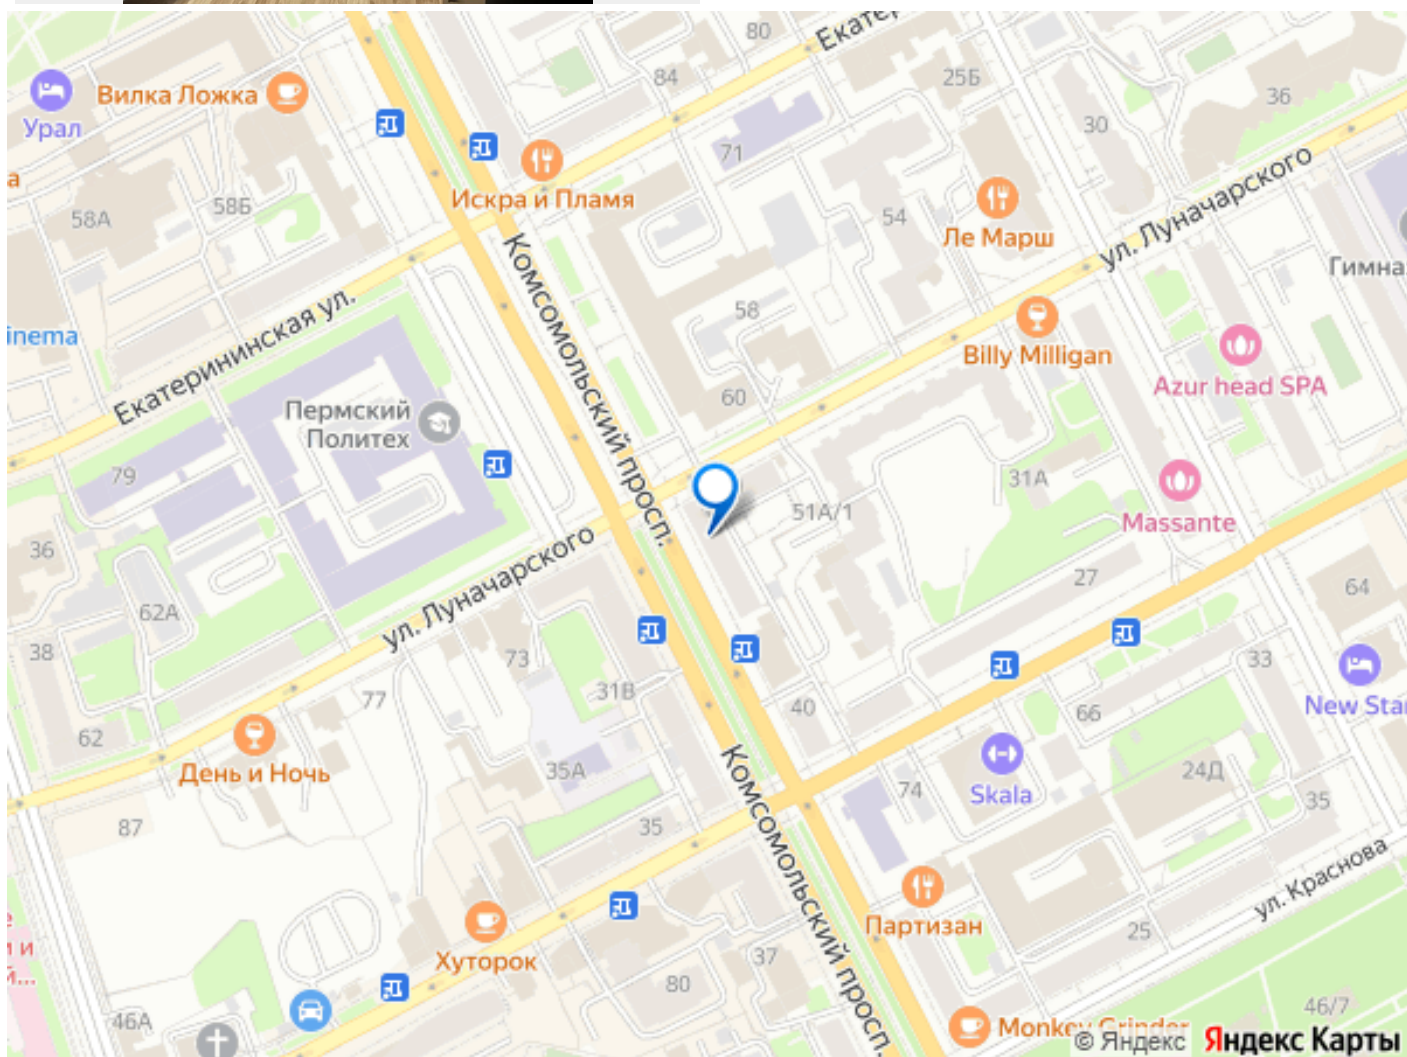 80
Екате
84
25Б
Вилка Ложка
36
Урал
30
71
а
Искра и Пламя
58А
58Б
54
Ле Марш
ул. Луначарского
Гимна
Комсомольский просп.
58
Екатерининская ул.
inema
Billy Milligan
Azur head SPA
60
Пермский
Политех
79
31А
51А/1
Massante
36
ул. Луначарского
27
64
62А
38
73
33
31В
77
40
66
New Star
62
День и Ночь
35А
Комсомольский просп.
Skala
74
24Д
35
87
35
ул. Краснова
Партизан
25
е
и и
й...
Хуторок
37
80
46А
46/7
Monkey Grinder
© Яндекс Яндекс Карты